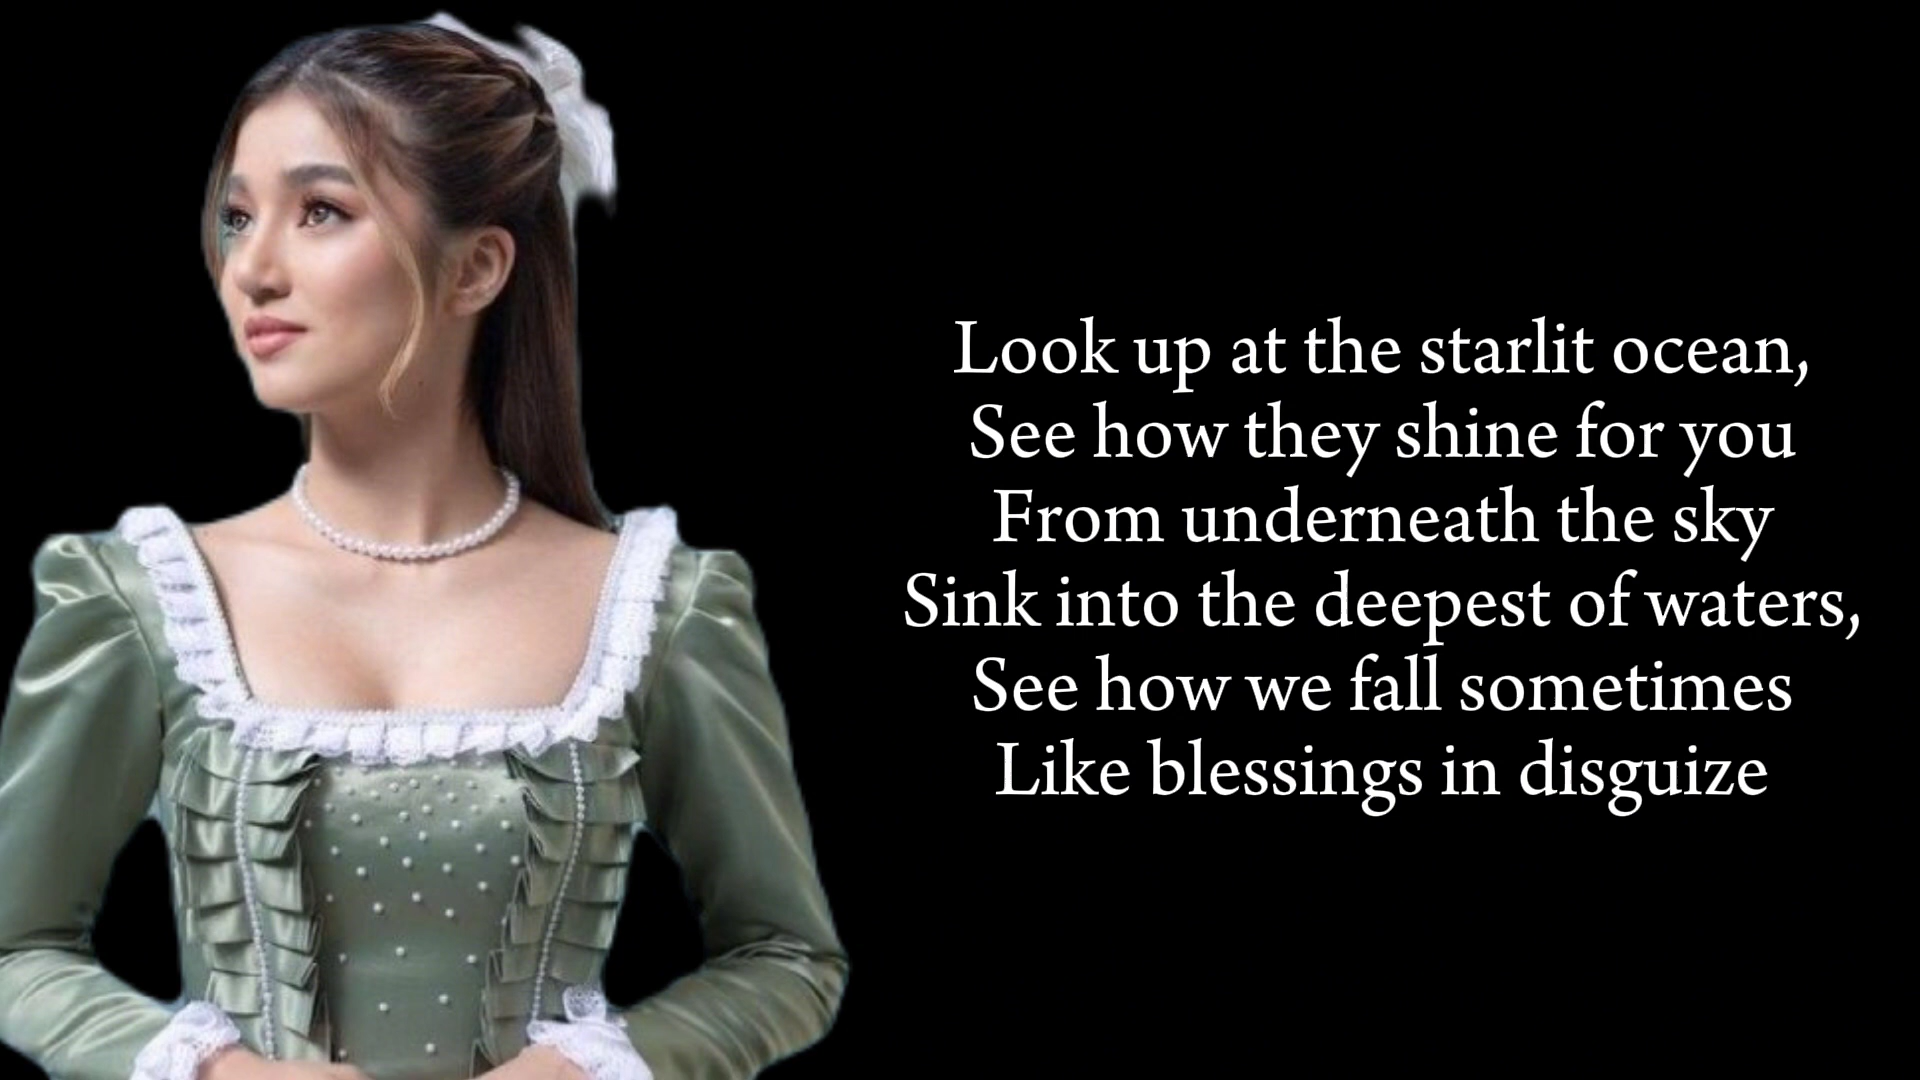 Look up at the starlit ocean,
See how they shine for you
From underneath the sky
Sink into the deepest of waters,
See how we fall sometimes
Like blessings in disguize